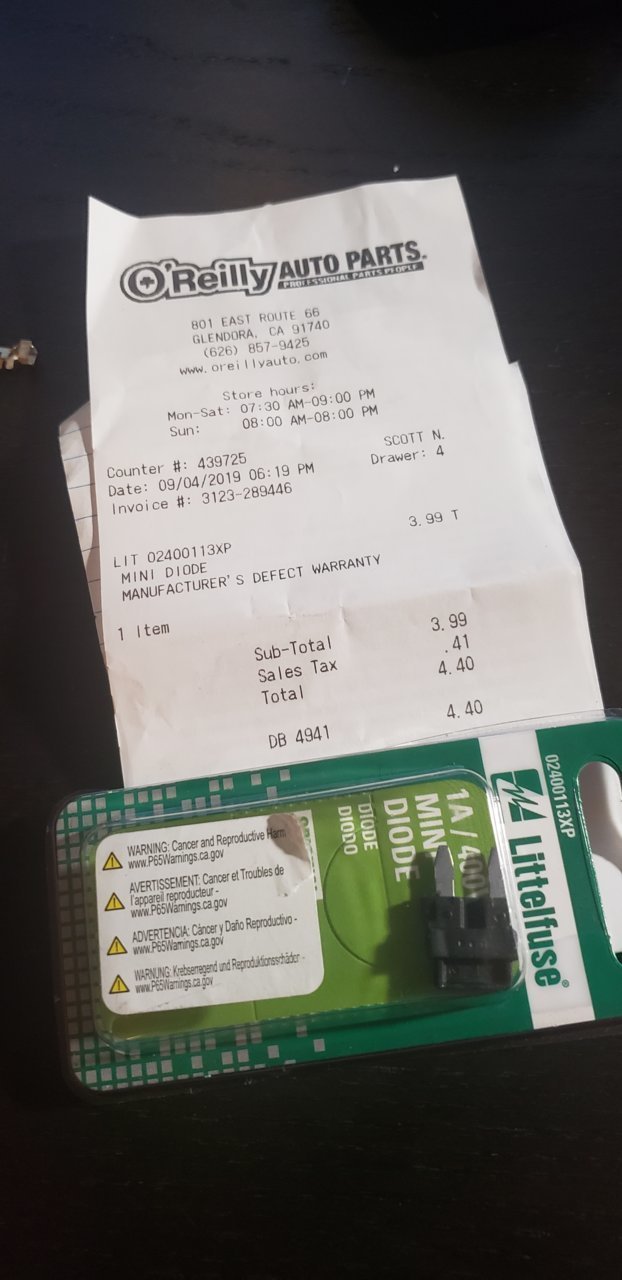 O'Reilly AUTO PARTS.
PROFESSIONAL PARTS PEOPLE
801 EAST ROUTE 66
GLENDORA, CA 91740
(626) 857-9425
www.oreillyauto.com
Store hours:
Mon-Sat: 07:30 AM-09:00 PM
Sun: 08:00 AM-08:00 PM
Counter #: 439725 SCOTT N.
Date: 09/04/2019 06:19 PM Drawer: 4
Invoice #: 3123-289446
LIT 02400113XP 3.99 T
MINI DIODE
MANUFACTURER'S DEFECT WARRANTY
1 Item
Sub-Total 3.99
Sales Tax .41
Total 4.40
DB 4941 4.40
02400113XP
Littelfuse®
1A / 400
MINI
DIODE
DIODE
DIODO
WARNING: Cancer and Reproductive Harm
www.P65Warnings.ca.gov
AVERTISSEMENT: Cancer et Troubles de
l'appareil reproducteur -
www.P65Warnings.ca.gov
ADVERTENCIA: Cáncer y Daño Reproductivo -
www.P65Warnings.ca.gov
WARNUNG: Krebserregend und Reproduktionsschäden -
www.P65Warnings.ca.gov